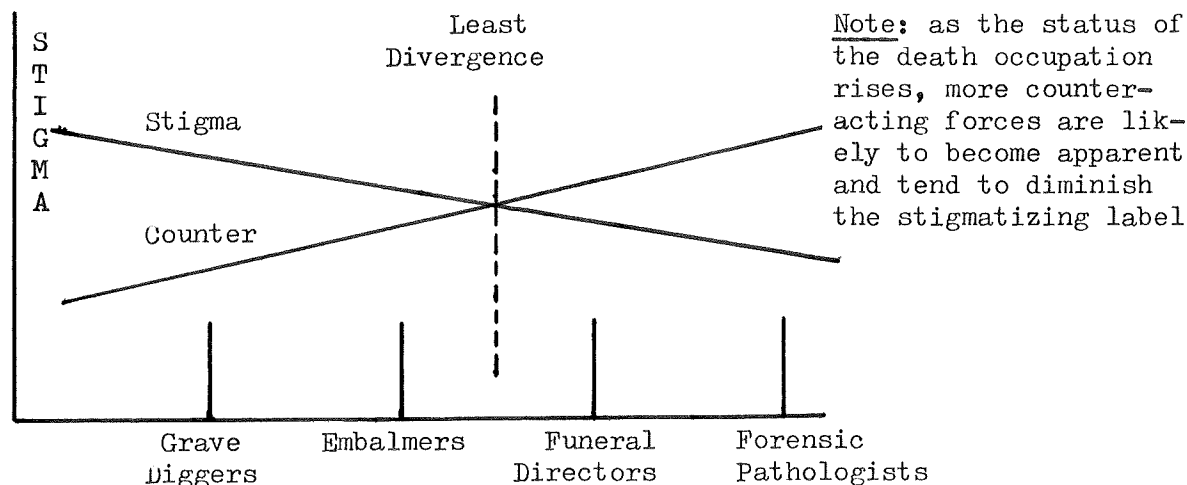 STIGMA
Least
Divergence
Stigma
Counter
Note: as the status of
the death occupation
rises, more counter-
acting forces are lik-
ely to become apparent
and tend to diminish
the stigmatizing label
Grave
Diggers
Embalmers
Funeral
Directors
Forensic
Pathologists